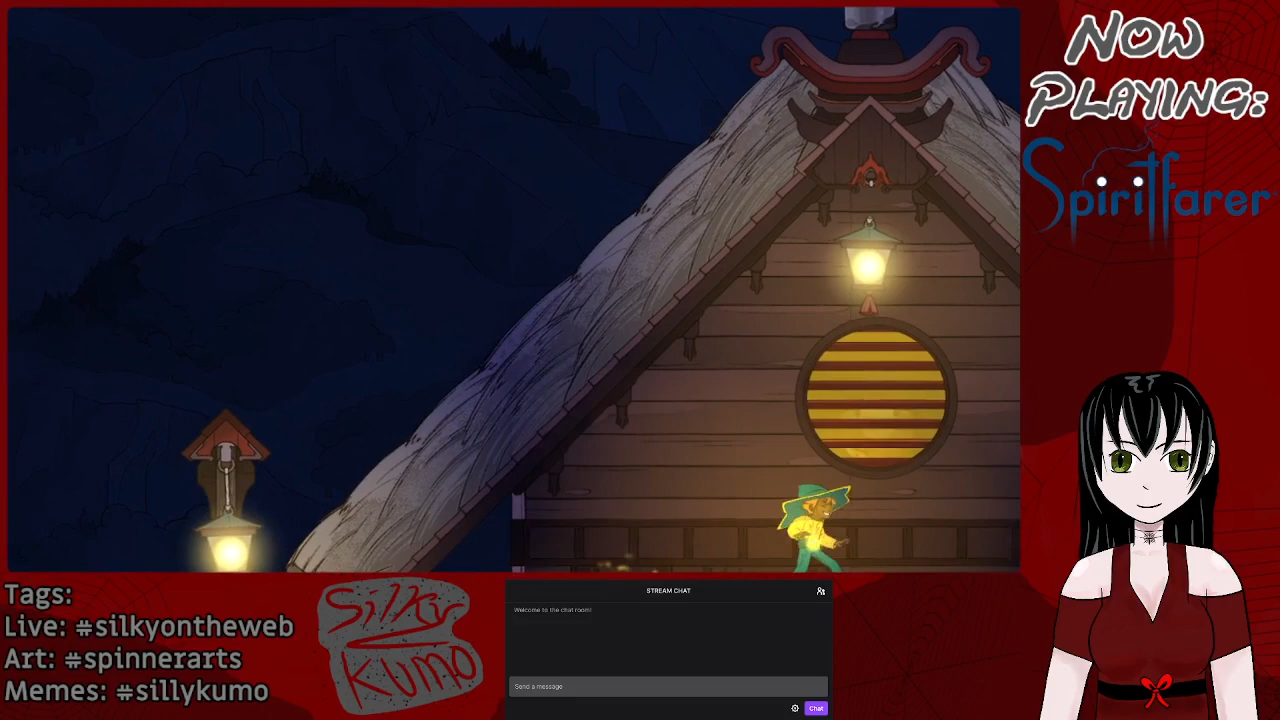 Now
Playing:
Spiritfarer
Tags:
Live: #silkyontheweb
Art: #spinnerarts
Memes: #sillykumo
Silky
Kumo
STREAM CHAT
Welcome to the chat room!
Send a message
Chat